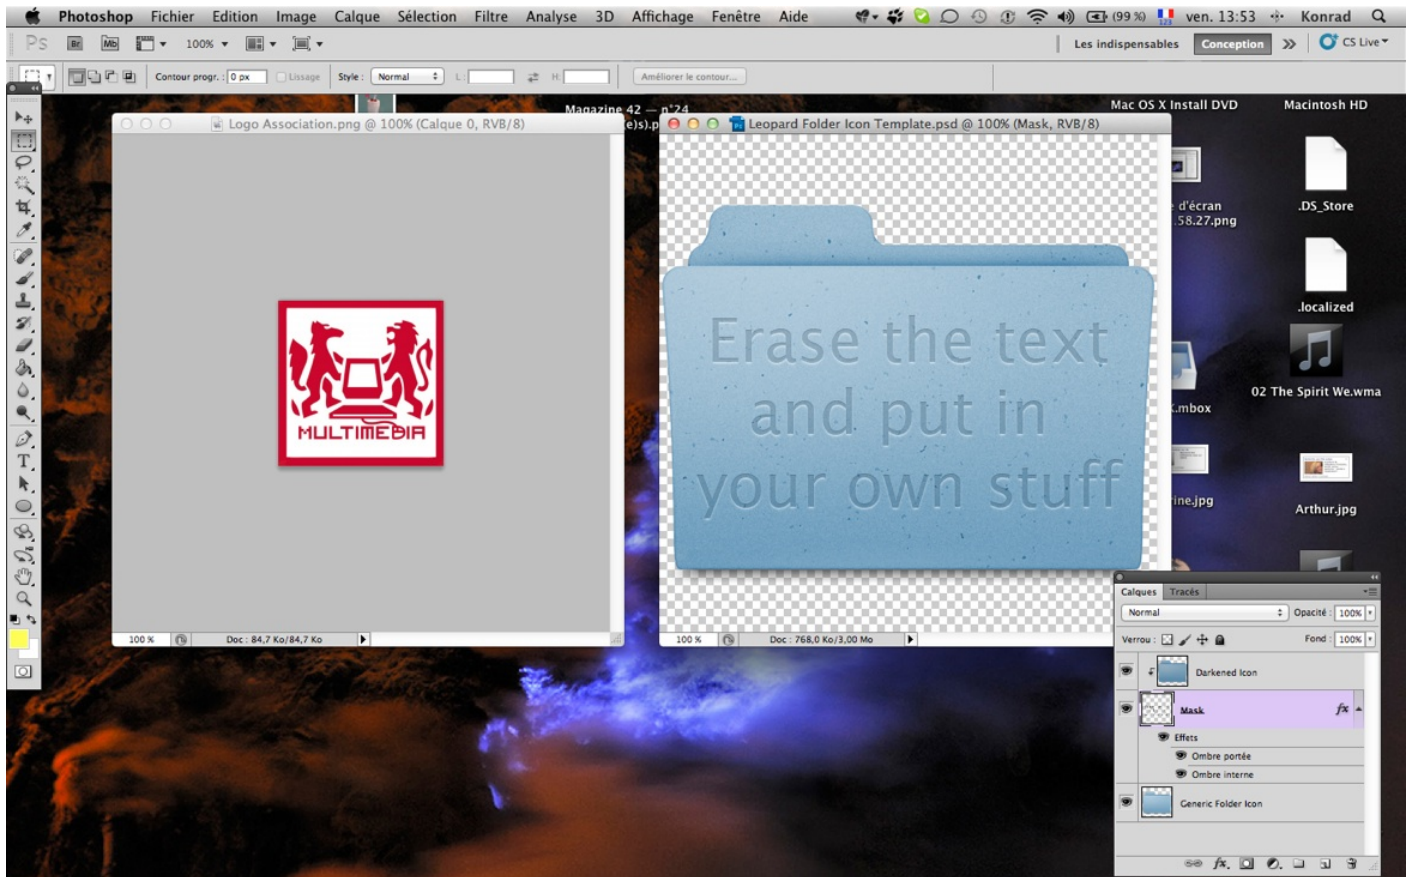 Photoshop Fichier Edition Image Calque Sélection Filtre Analyse 3D Affichage Fenêtre Aide (99 %) 123 ven. 13:53 Konrad
Ps Br Mb 100% Les indispensables Conception CS Live
Contour progr. : 0 px Lissage Style : Normal L : H : Améliorer le contour...
Magazine 42 — n°24
Mac OS X Install DVD Macintosh HD
Logo Association.png @ 100% (Calque 0, RVB/8)
Leopard Folder Icon Template.psd @ 100% (Mask, RVB/8)
d'écran
.58.27.png
.DS_Store
.localized
02 The Spirit We.wma
.mbox
Arthur.jpg
MULTIMEDIA
Erase the text
and put in
your own stuff
100 % Doc : 84,7 Ko/84,7 Ko
100 % Doc : 768,0 Ko/3,00 Mo
Calques Tracés
Normal Opacité : 100%
Verrou : Fond : 100%
Darkened Icon
Mask fx
Effets
Ombre portée
Ombre interne
Generic Folder Icon
fx